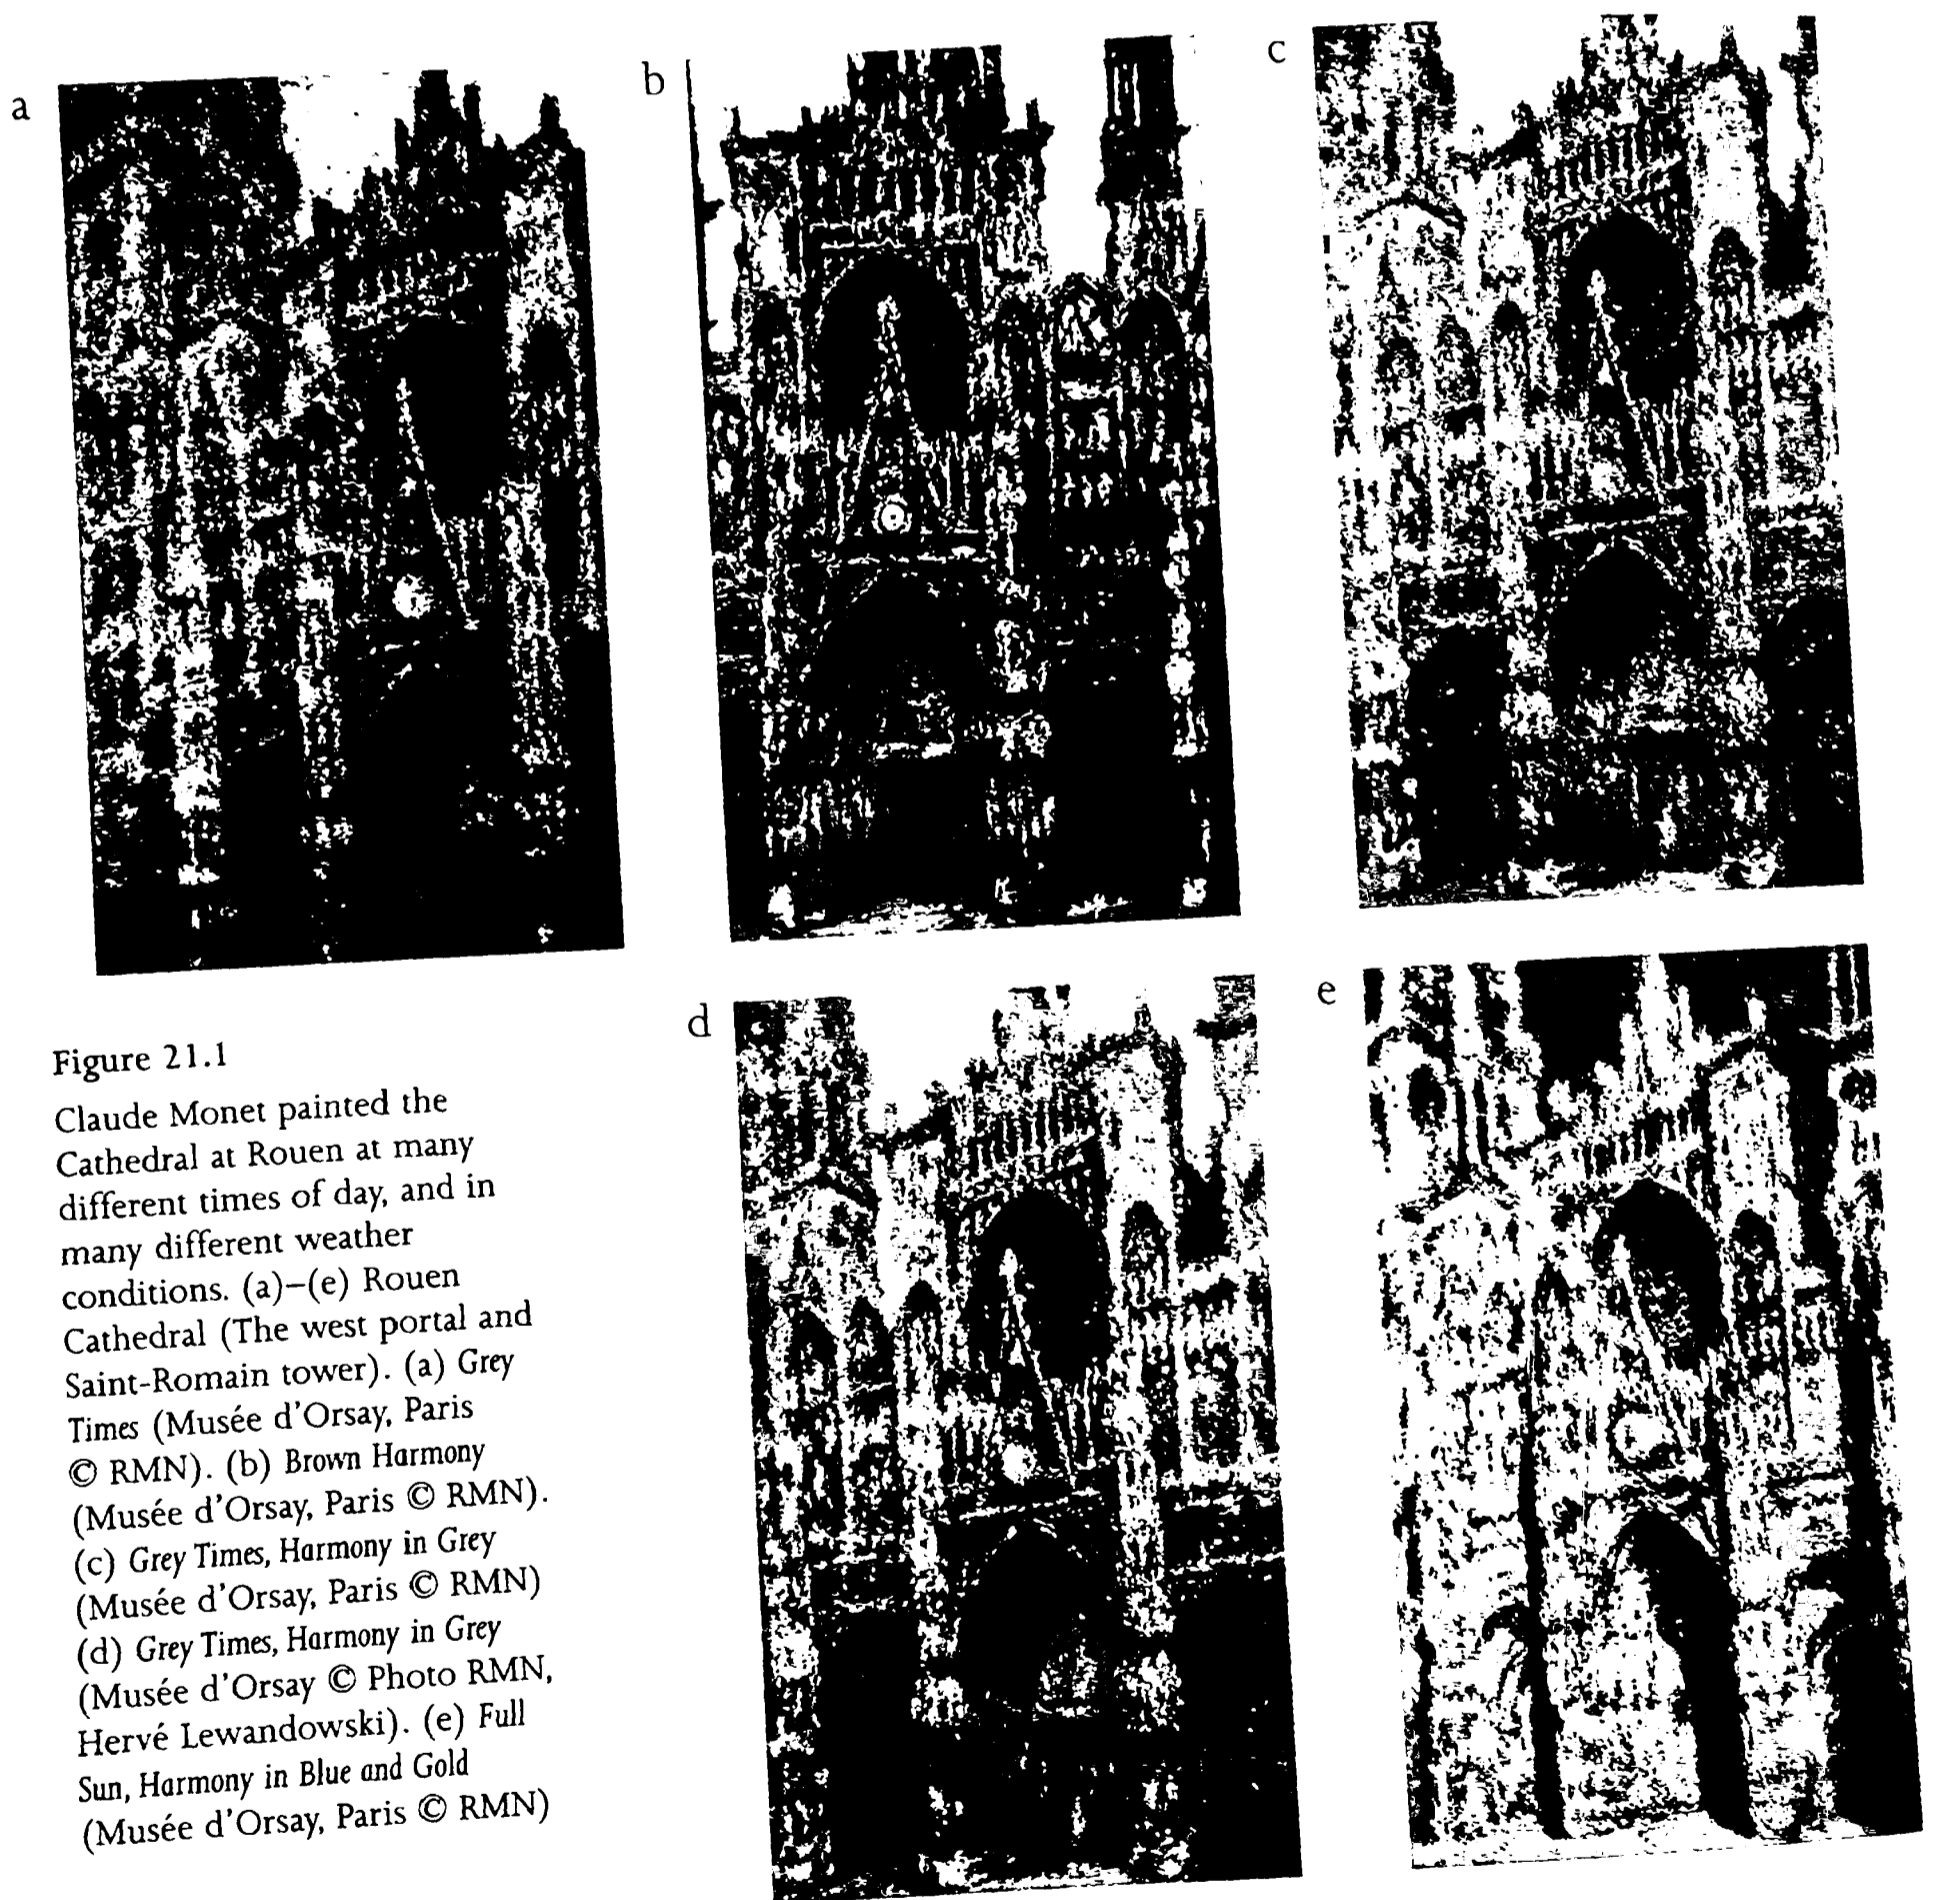 a
b
c
d
e
Figure 21.1
Claude Monet painted the
Cathedral at Rouen at many
different times of day, and in
many different weather
conditions. (a)–(e) Rouen
Cathedral (The west portal and
Saint-Romain tower). (a) Grey
Times (Musée d'Orsay, Paris
© RMN). (b) Brown Harmony
(Musée d'Orsay, Paris © RMN).
(c) Grey Times, Harmony in Grey
(Musée d'Orsay, Paris © RMN)
(d) Grey Times, Harmony in Grey
(Musée d'Orsay © Photo RMN,
Hervé Lewandowski). (e) Full
Sun, Harmony in Blue and Gold
(Musée d'Orsay, Paris © RMN)